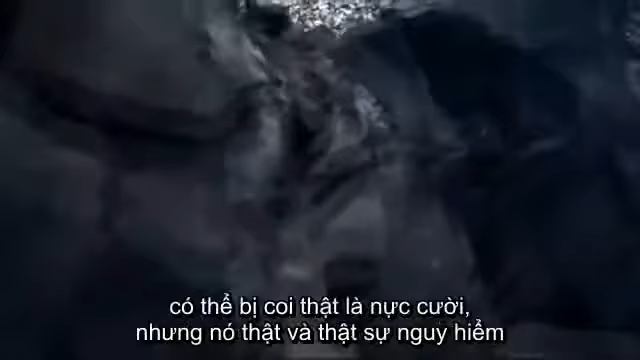 có thể bị coi thật là nực cười,
nhưng nó thật và thật sự nguy hiểm